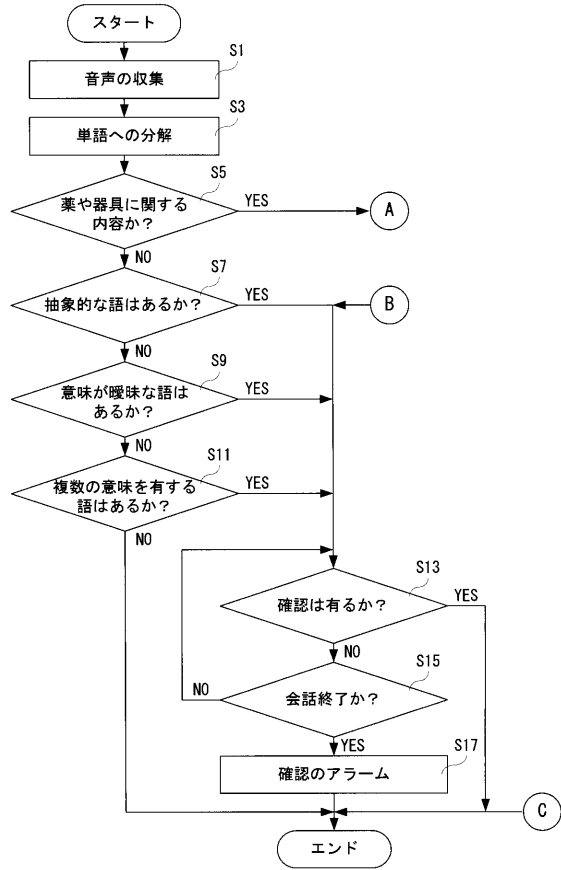 スタート
S1
音声の収集
S3
単語への分解
S5
薬や器具に関する
内容か？
YES
A
NO
S7
抽象的な語はあるか？
YES
B
NO
S9
意味が曖昧な語は
あるか？
YES
NO
S11
複数の意味を有する
語はあるか？
YES
NO
S13
確認は有るか？
YES
NO
S15
会話終了か？
NO
YES
S17
確認のアラーム
C
エンド